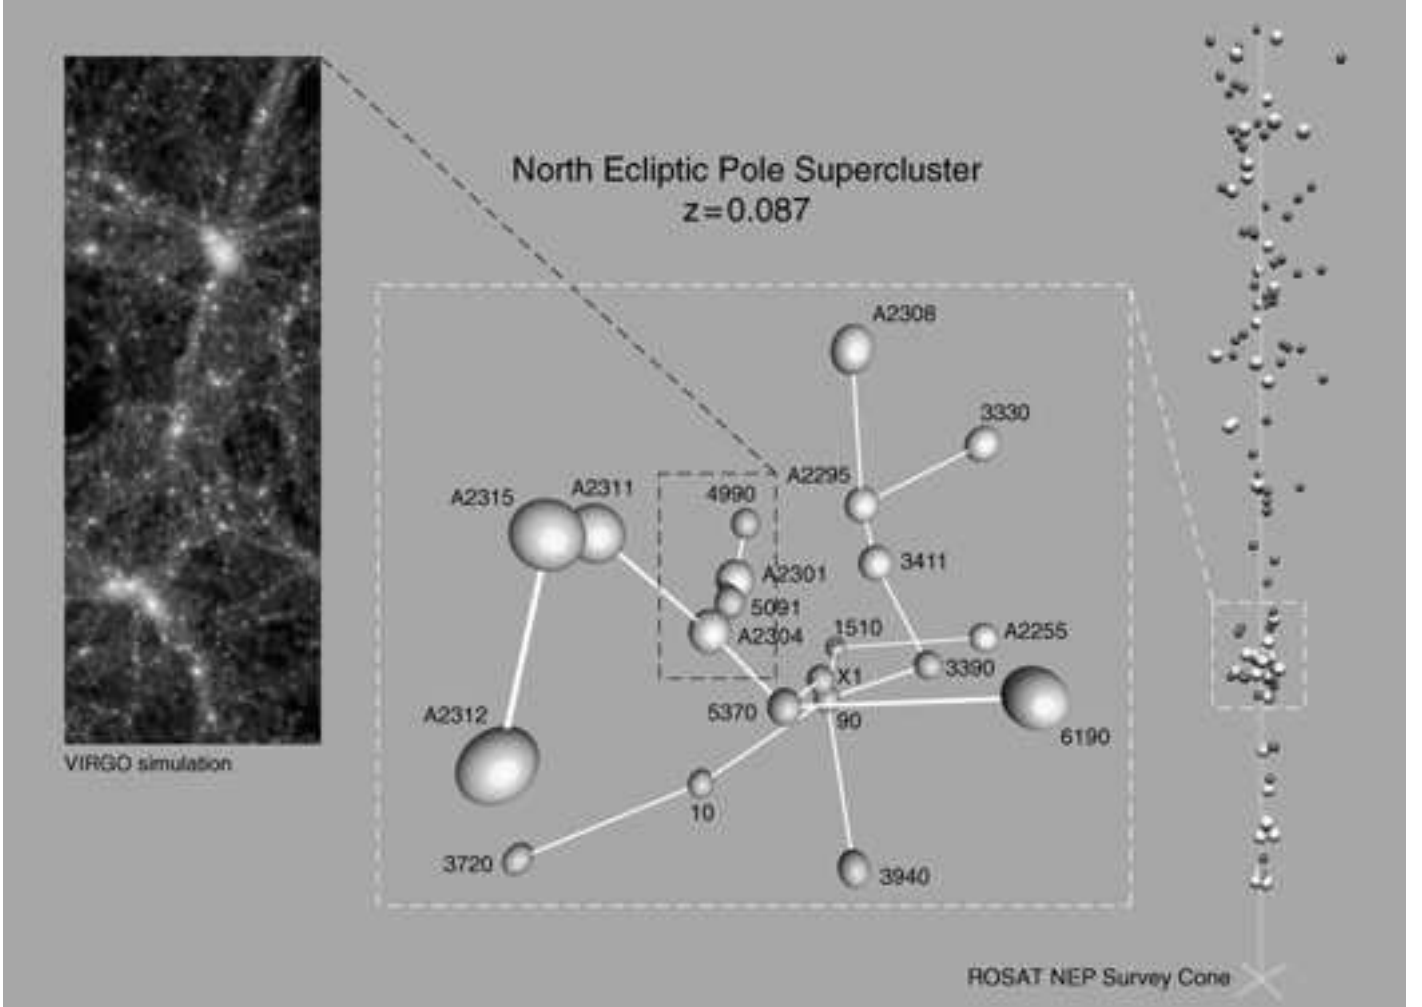 North Ecliptic Pole Supercluster
z=0.087
A2308
3330
A2295
A2315
A2311
4990
3411
A2301
5091
A2304
1510
A2255
X1
3390
5370
90
6190
A2312
10
3720
3940
VIRGO simulation
ROSAT NEP Survey Cone